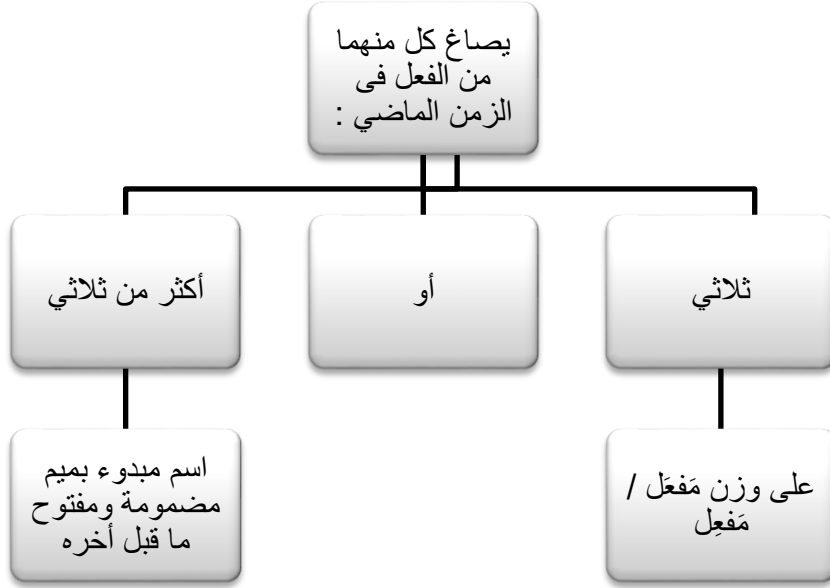 يصاغ كل منهما
من الفعل فى
الزمن الماضي :
ثلاثي
أو
أكثر من ثلاثي
على وزن مَفعَل /
مَفعِل
اسم مبدوء بميم
مضمومة ومفتوح
ما قبل أخره